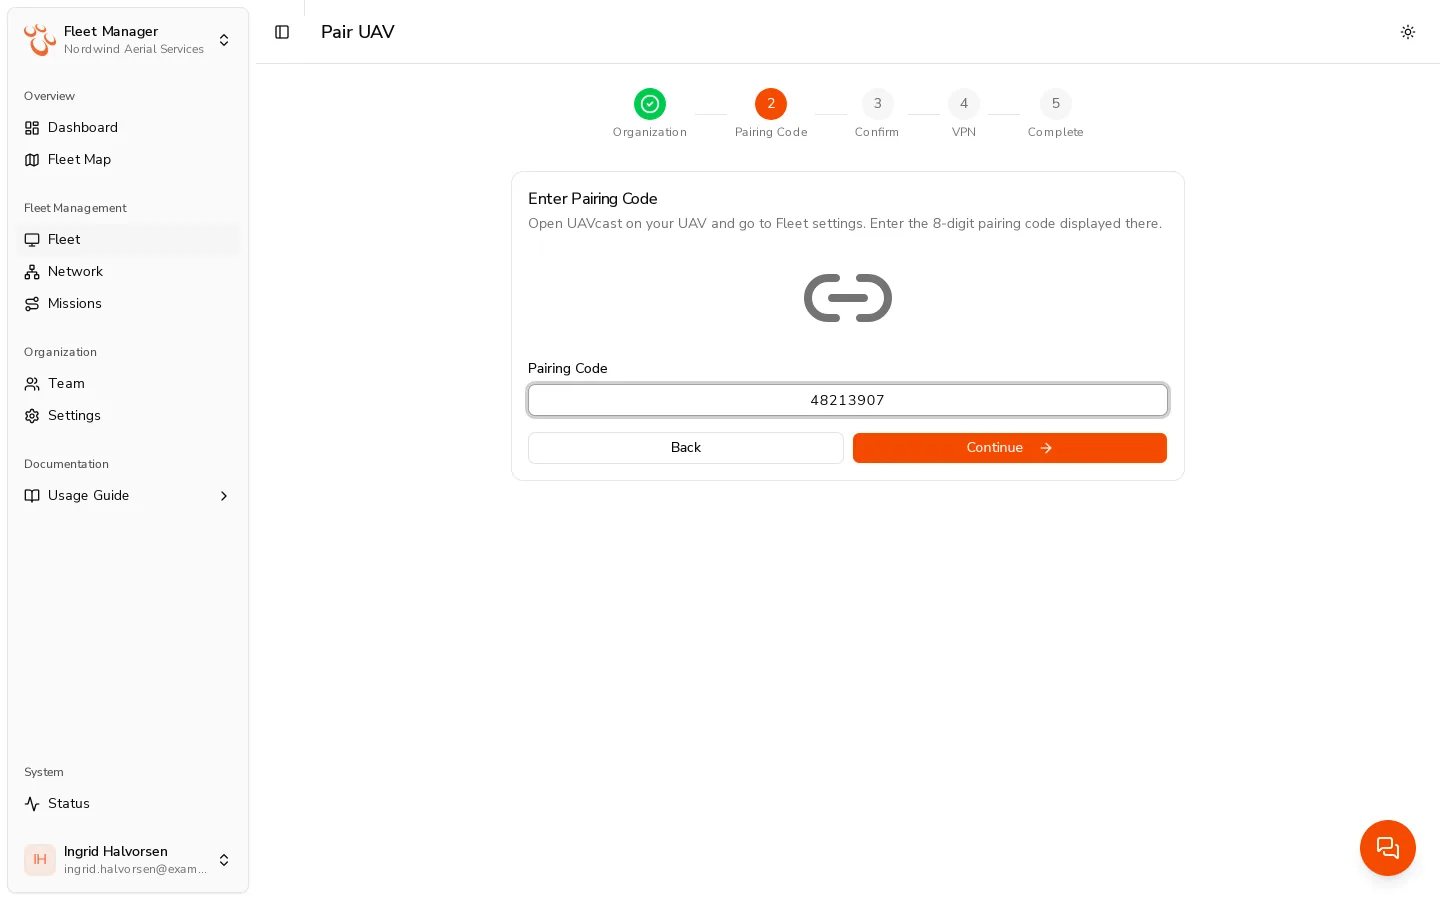 Fleet Manager
Nordwind Aerial Services
Overview
Dashboard
Fleet Map
Fleet Management
Fleet
Network
Missions
Organization
Team
Settings
Documentation
Usage Guide
System
Status
IH
Ingrid Halvorsen
ingrid.halvorsen@exam...
Pair UAV
2 3 4 5
Organization Pairing Code Confirm VPN Complete
Enter Pairing Code
Open UAVcast on your UAV and go to Fleet settings. Enter the 8-digit pairing code displayed there.
Pairing Code
48213907
Back Continue